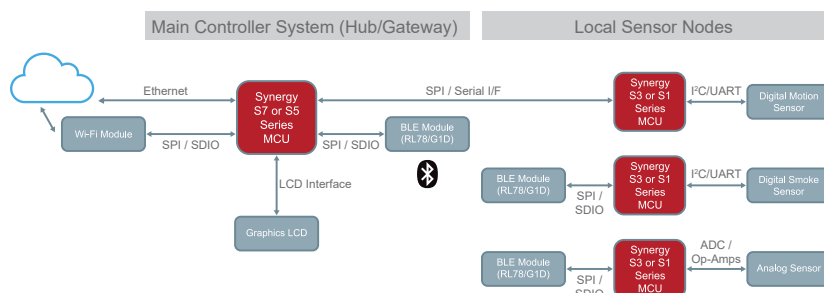 Main Controller System (Hub/Gateway)
Local Sensor Nodes
Ethernet
Synergy
S7 or S5
Series
MCU
SPI / Serial I/F
Synergy
S3 or S1
Series
MCU
I²C/UART
Digital Motion
Sensor
Wi-Fi Module
SPI / SDIO
SPI / SDIO
BLE Module
(RL78/G1D)
LCD Interface
Graphics LCD
BLE Module
(RL78/G1D)
SPI /
SDIO
Synergy
S3 or S1
Series
MCU
I²C/UART
Digital Smoke
Sensor
BLE Module
(RL78/G1D)
SPI /
SDIO
Synergy
S3 or S1
Series
MCU
ADC /
Op-Amps
Analog Sensor